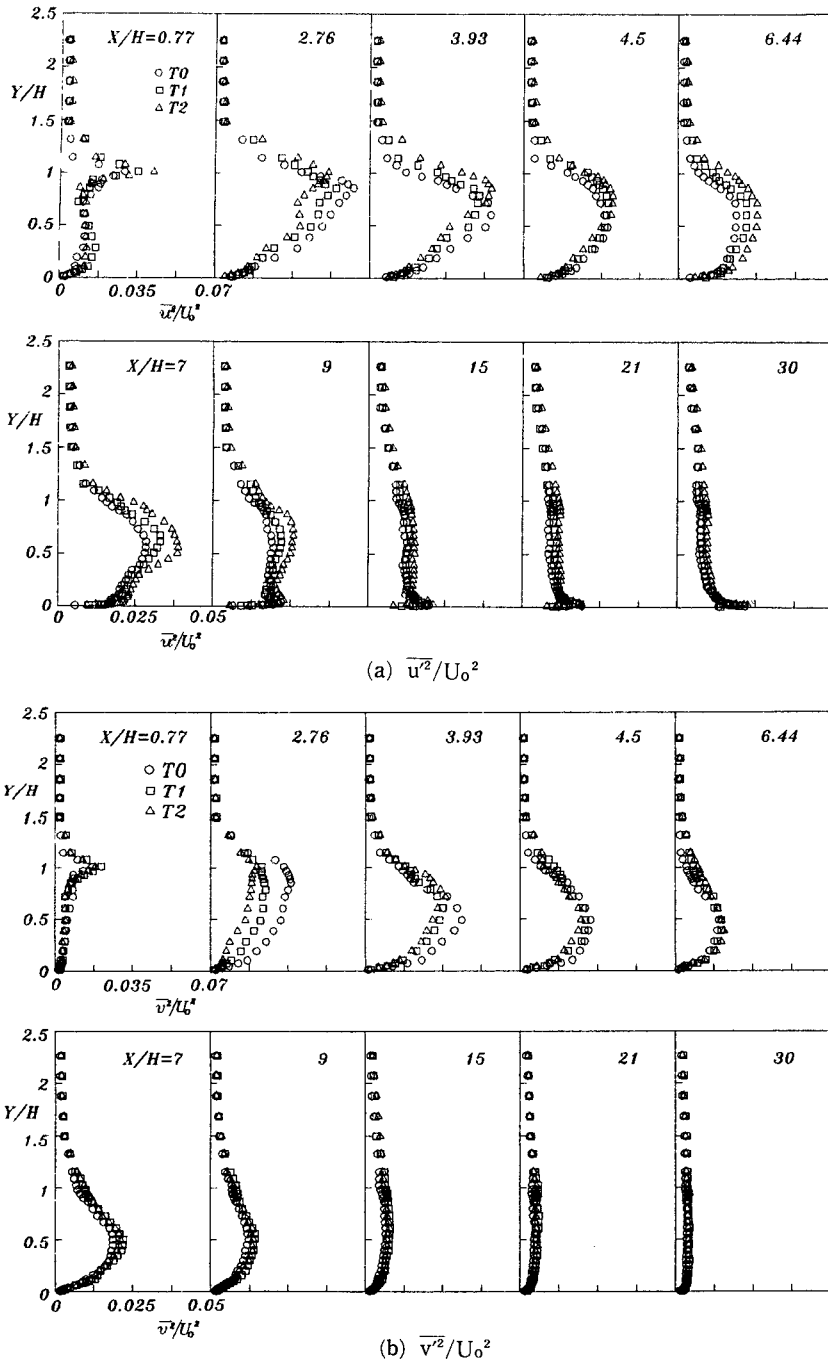 2.5
X/H=0.77 2.76 3.93 4.5 6.44
2
○ T0
Y/H
□ T1
1.5
△ T2
1
0.5
0
0 0.035 0.07
u̅²/U₀²
2.5
X/H=7 9 15 21 30
2
Y/H
1.5
1
0.5
0
0 0.025 0.05
u̅²/U₀²
(a) u'²/U₀²
2.5
X/H=0.77 2.76 3.93 4.5 6.44
2
○ T0
Y/H
□ T1
1.5
△ T2
1
0.5
0
0 0.035 0.07
v̅²/U₀²
2.5
X/H=7 9 15 21 30
2
Y/H
1.5
1
0.5
0
0 0.025 0.05
v̅²/U₀²
(b) v'²/U₀²